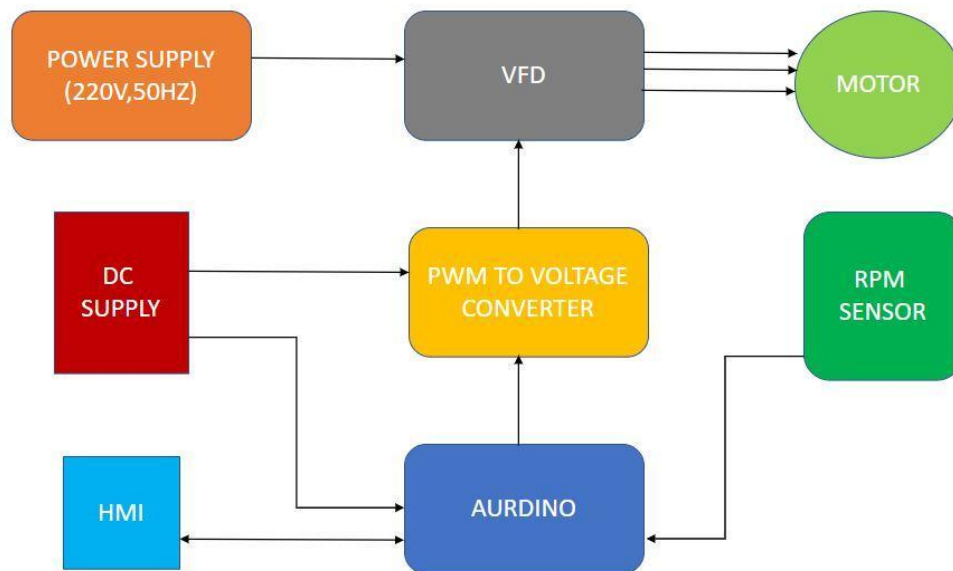 POWER SUPPLY
(220V,50HZ)
VFD
MOTOR
DC
SUPPLY
PWM TO VOLTAGE
CONVERTER
RPM
SENSOR
HMI
AURDINO